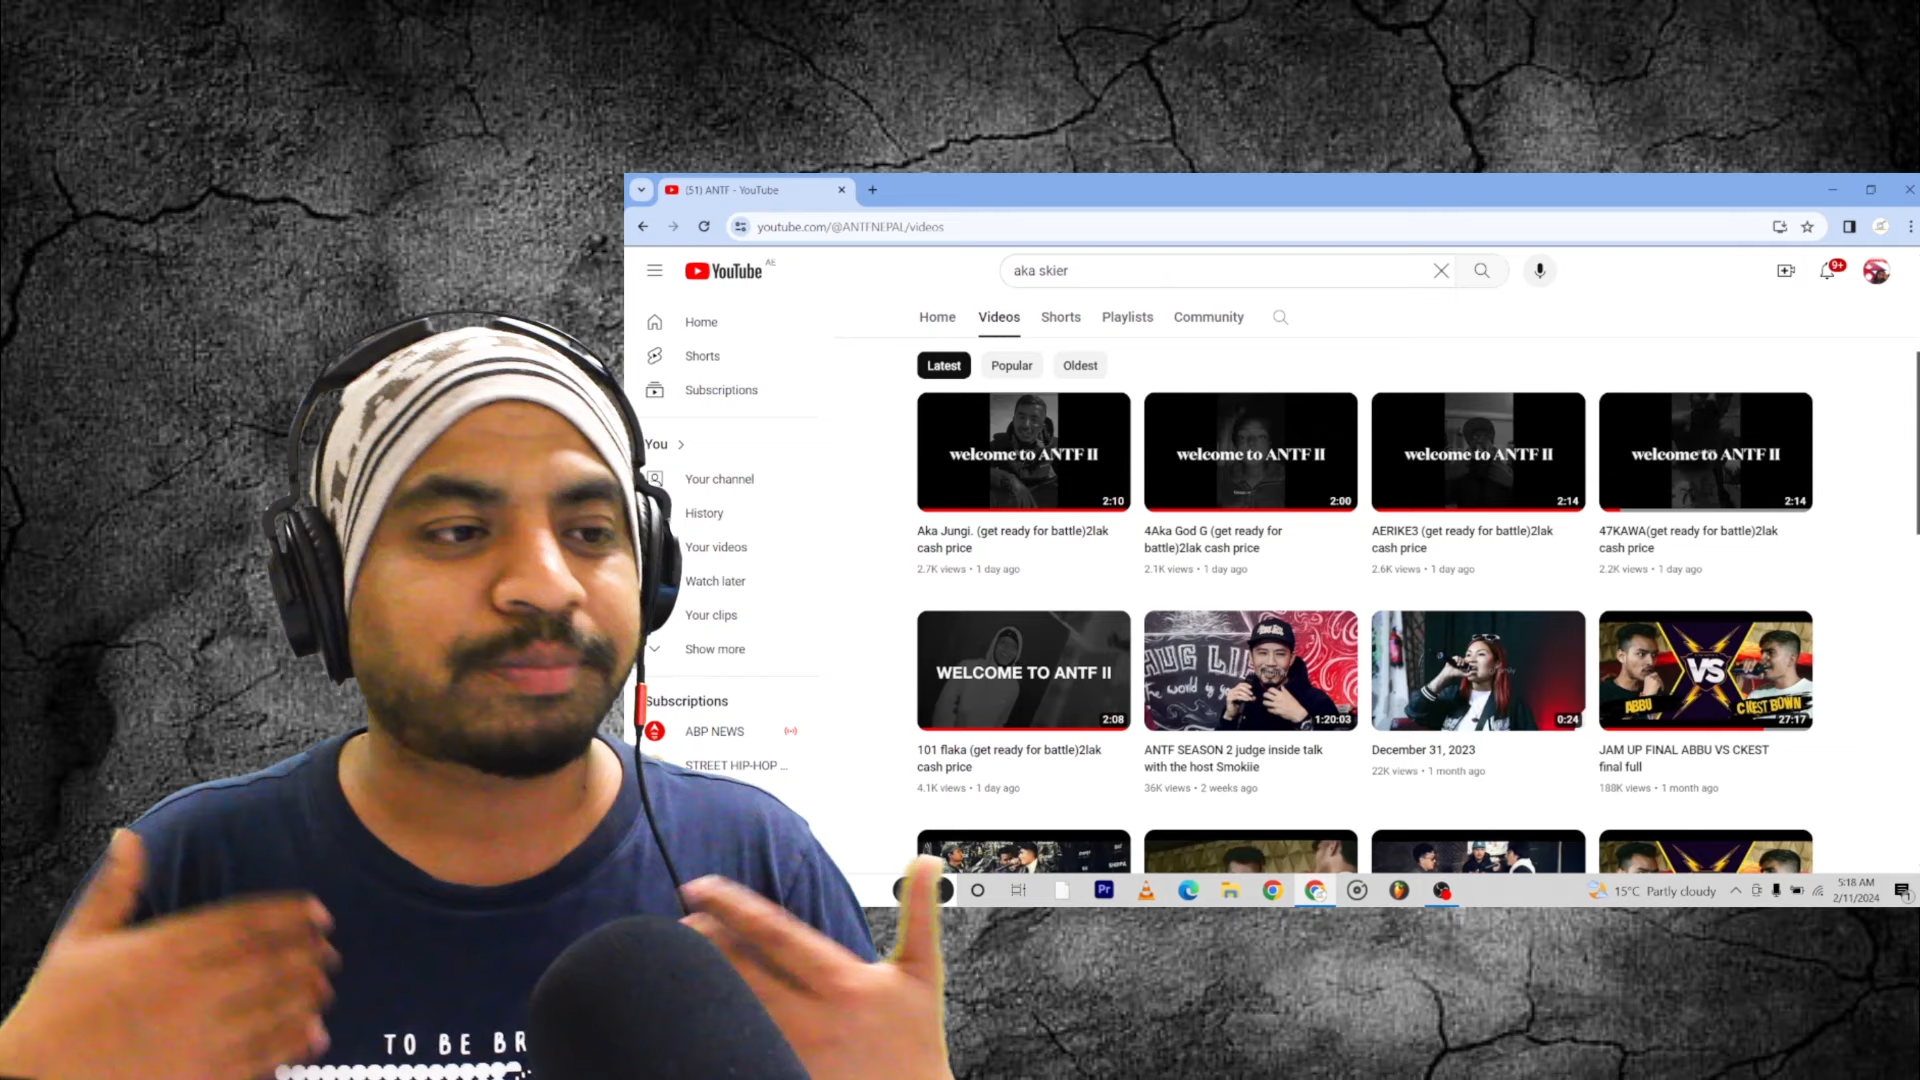 (51) ANTF - YouTube
youtube.com/@ANTFNEPAL/videos
YouTube AE
aka skier
9+
Home
Videos
Shorts
Playlists
Community
Latest
Popular
Oldest
Home
Shorts
Subscriptions
You
Your channel
History
Your videos
Watch later
Your clips
Show more
Subscriptions
ABP NEWS
STREET HIP-HOP ...
welcome to ANTF II
2:10
Aka Jungi. (get ready for battle)2lak
cash price
2.7K views • 1 day ago
welcome to ANTF II
2:00
4Aka God G (get ready for
battle)2lak cash price
2.1K views • 1 day ago
welcome to ANTF II
2:14
AERIKE3 (get ready for battle)2lak
cash price
2.6K views • 1 day ago
welcome to ANTF II
2:14
47KAWA(get ready for battle)2lak
cash price
2.2K views • 1 day ago
WELCOME TO ANTF II
2:08
101 flaka (get ready for battle)2lak
cash price
4.1K views • 1 day ago
1:20:03
ANTF SEASON 2 judge inside talk
with the host Smokiie
36K views • 2 weeks ago
0:24
December 31, 2023
22K views • 1 month ago
VS
ABBU
CKEST BOWN
27:17
JAM UP FINAL ABBU VS CKEST
final full
188K views • 1 month ago
Pr
15°C Partly cloudy
5:18 AM
2/11/2024
1
TO BE BR